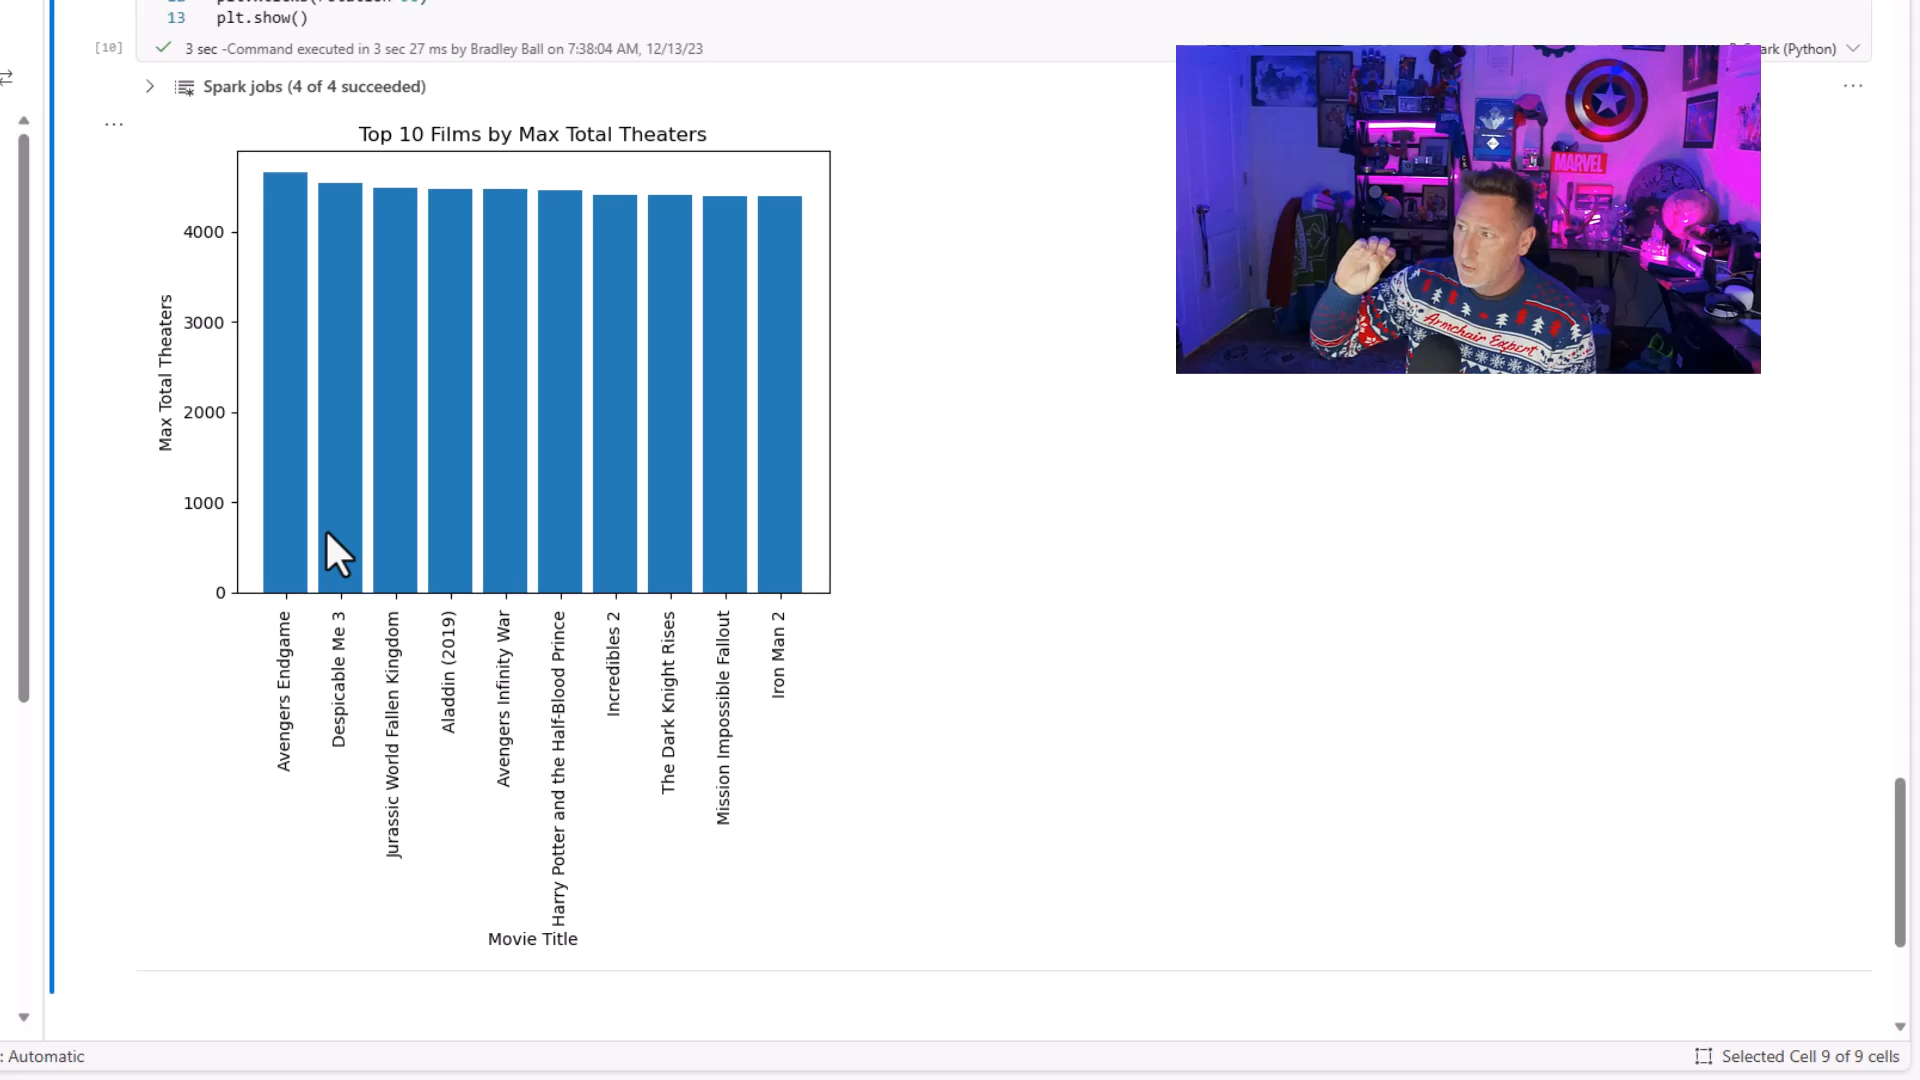 13 plt.show()
[10] 3 sec -Command executed in 3 sec 27 ms by Bradley Ball on 7:38:04 AM, 12/13/23
(Python)
Spark jobs (4 of 4 succeeded)
Top 10 Films by Max Total Theaters
Max Total Theaters
4000
3000
2000
1000
0
Avengers Endgame
Despicable Me 3
Jurassic World Fallen Kingdom
Aladdin (2019)
Avengers Infinity War
Harry Potter and the Half-Blood Prince
Incredibles 2
The Dark Knight Rises
Mission Impossible Fallout
Iron Man 2
Movie Title
MARVEL
Armchair Expert
: Automatic
Selected Cell 9 of 9 cells